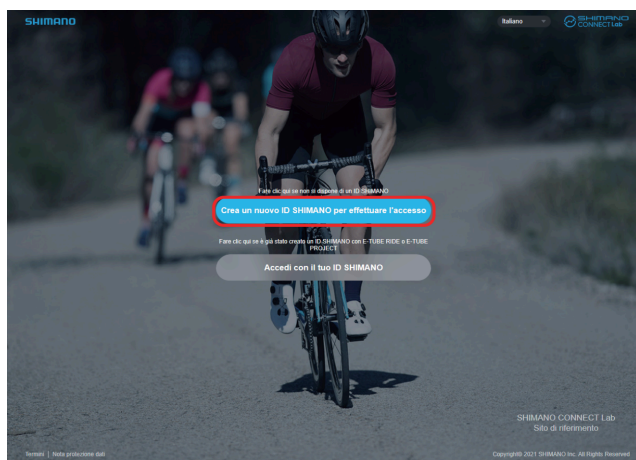 SHIMANO
Italiano
SHIMANO
CONNECT Lab
Fare clic qui se non si dispone di un ID SHIMANO
Crea un nuovo ID SHIMANO per effettuare l'accesso
Fare clic qui se è già stato creato un ID SHIMANO con E-TUBE RIDE o E-TUBE
PROJECT
Accedi con il tuo ID SHIMANO
SHIMANO CONNECT Lab
Sito di riferimento
Termini | Nota protezione dati
Copyright© 2021 SHIMANO Inc. All Rights Reserved